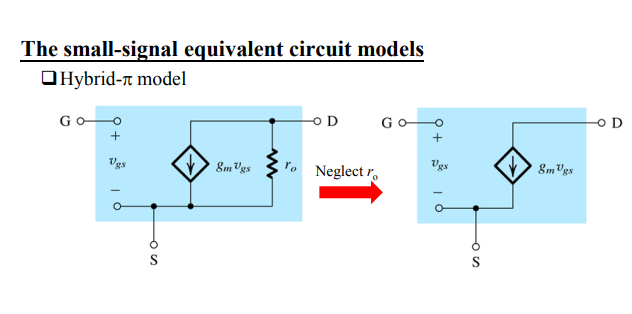 The small-signal equivalent circuit models
❑Hybrid-π model
G D G D
+ +
vgs gmvgs ro Neglect ro vgs gmvgs
– –
S S